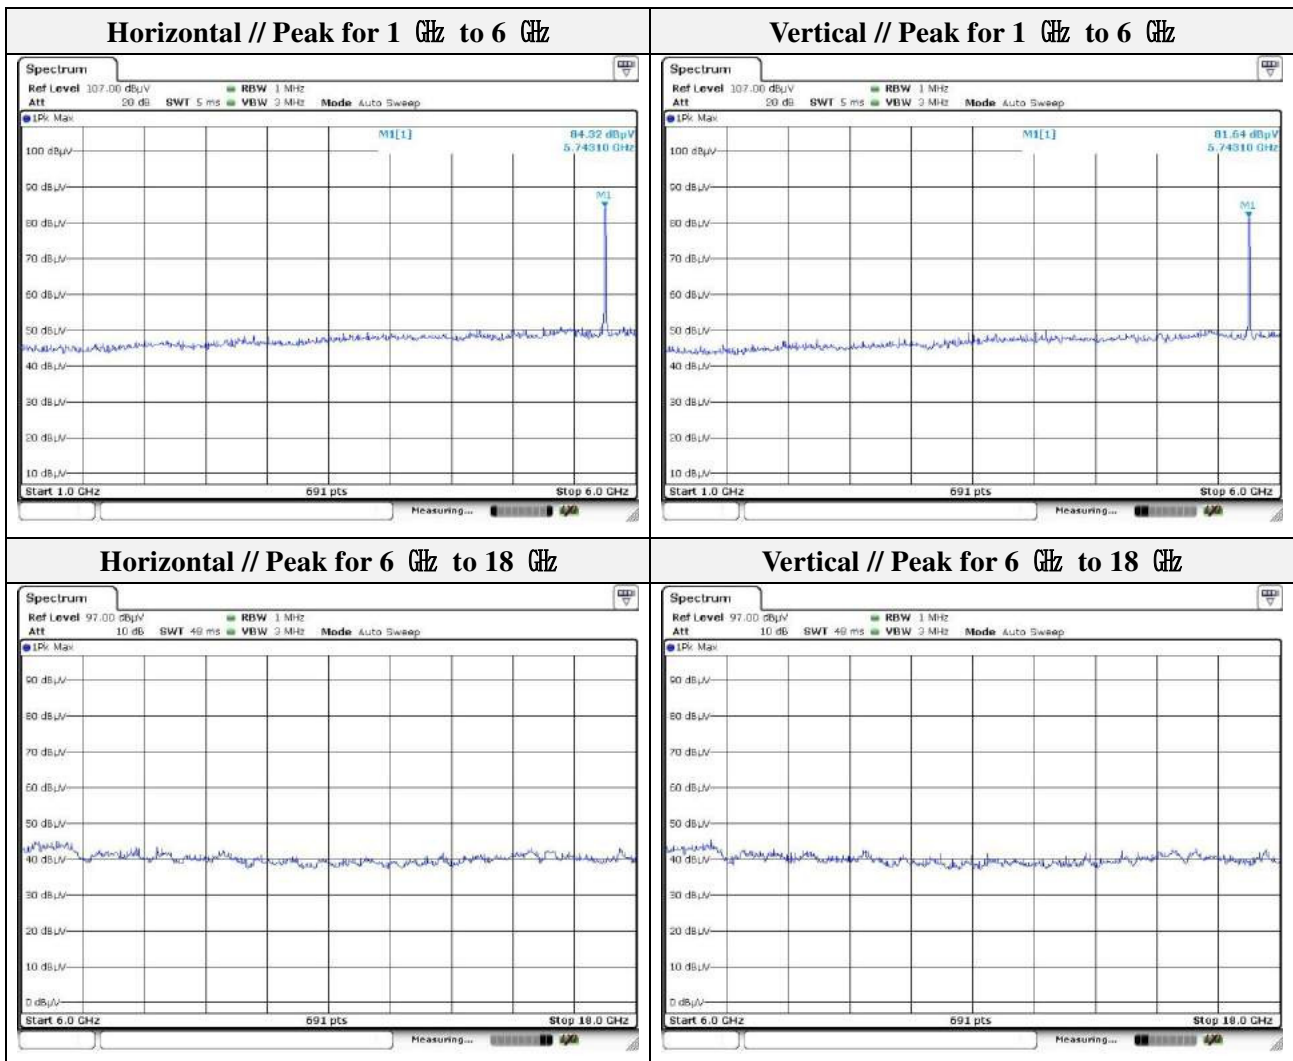 Horizontal // Peak for 1 ㎓ to 6 ㎓
Vertical // Peak for 1 ㎓ to 6 ㎓
Spectrum
Ref Level 107.00 dBµV RBW 1 MHz
Att 20 dB SWT 5 ms VBW 3 MHz Mode Auto Sweep
1Pk Max
M1[1] 84.32 dBµV
5.74310 GHz
100 dBµV
90 dBµV
M1
80 dBµV
70 dBµV
60 dBµV
50 dBµV
40 dBµV
30 dBµV
20 dBµV
10 dBµV
Start 1.0 GHz 691 pts Stop 6.0 GHz
Measuring...
Spectrum
Ref Level 107.00 dBµV RBW 1 MHz
Att 20 dB SWT 5 ms VBW 3 MHz Mode Auto Sweep
1Pk Max
M1[1] 81.64 dBµV
5.74310 GHz
100 dBµV
90 dBµV
M1
80 dBµV
70 dBµV
60 dBµV
50 dBµV
40 dBµV
30 dBµV
20 dBµV
10 dBµV
Start 1.0 GHz 691 pts Stop 6.0 GHz
Measuring...
Horizontal // Peak for 6 ㎓ to 18 ㎓
Vertical // Peak for 6 ㎓ to 18 ㎓
Spectrum
Ref Level 97.00 dBµV RBW 1 MHz
Att 10 dB SWT 48 ms VBW 3 MHz Mode Auto Sweep
1Pk Max
90 dBµV
80 dBµV
70 dBµV
60 dBµV
50 dBµV
40 dBµV
30 dBµV
20 dBµV
10 dBµV
0 dBµV
Start 6.0 GHz 691 pts Stop 18.0 GHz
Measuring...
Spectrum
Ref Level 97.00 dBµV RBW 1 MHz
Att 10 dB SWT 48 ms VBW 3 MHz Mode Auto Sweep
1Pk Max
90 dBµV
80 dBµV
70 dBµV
60 dBµV
50 dBµV
40 dBµV
30 dBµV
20 dBµV
10 dBµV
0 dBµV
Start 6.0 GHz 691 pts Stop 18.0 GHz
Measuring...